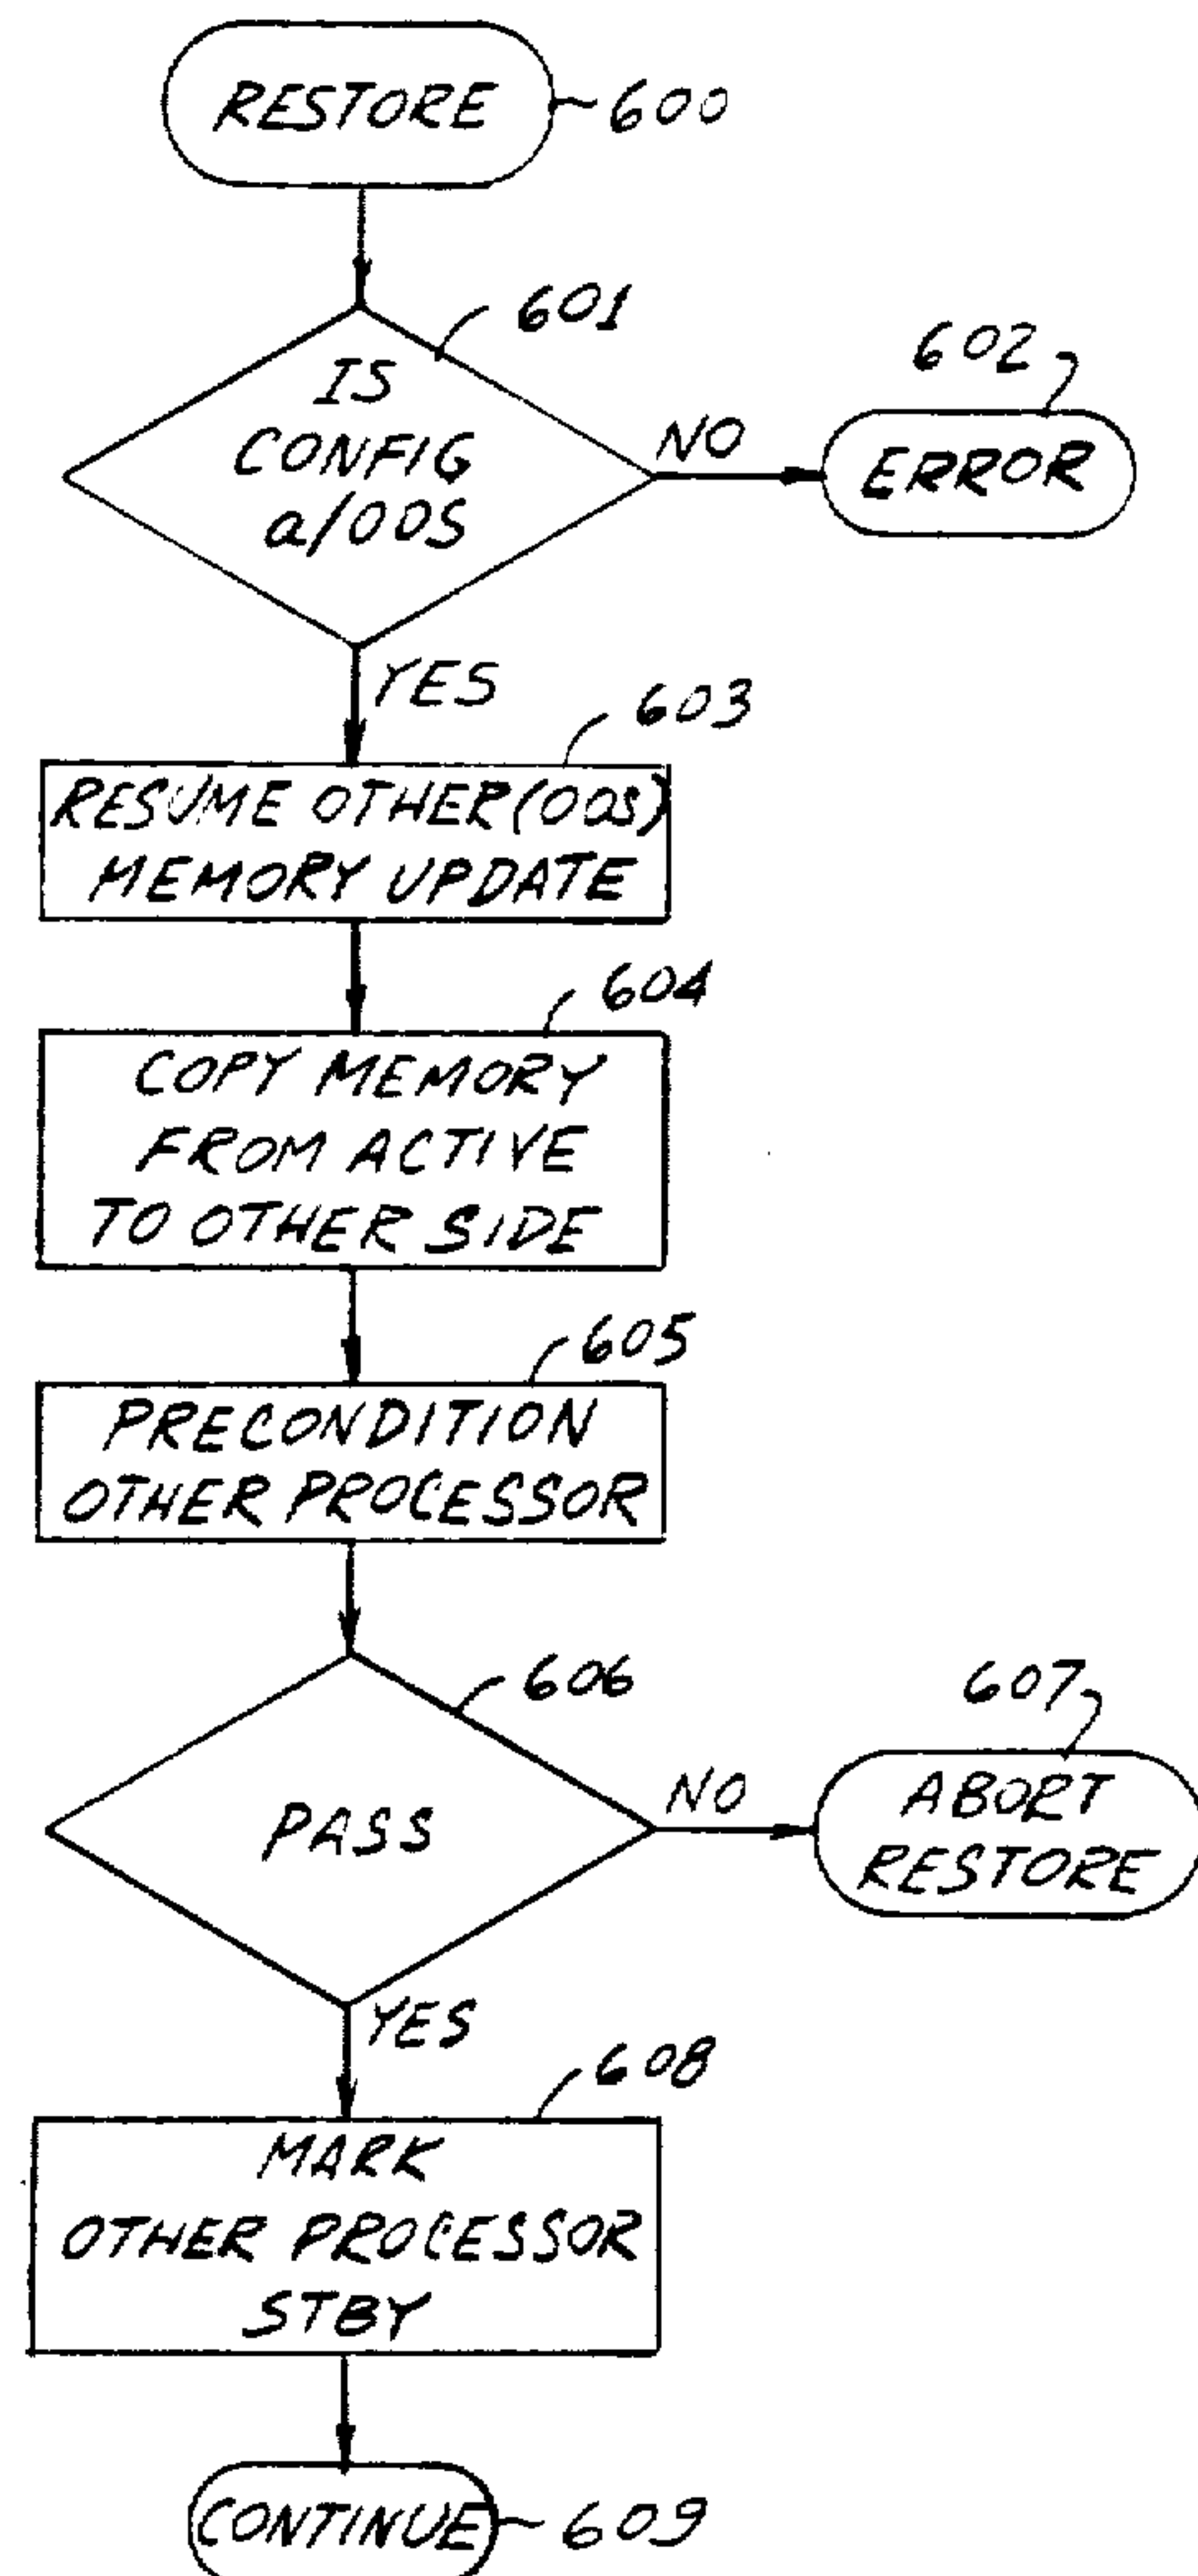 RESTORE
600
601
IS
CONFIG
a/OOS
NO
602
ERROR
YES
603
RESUME OTHER(OOS)
MEMORY UPDATE
604
COPY MEMORY
FROM ACTIVE
TO OTHER SIDE
605
PRECONDITION
OTHER PROCESSOR
606
PASS
NO
607
ABORT
RESTORE
YES
608
MARK
OTHER PROCESSOR
STBY
CONTINUE
609